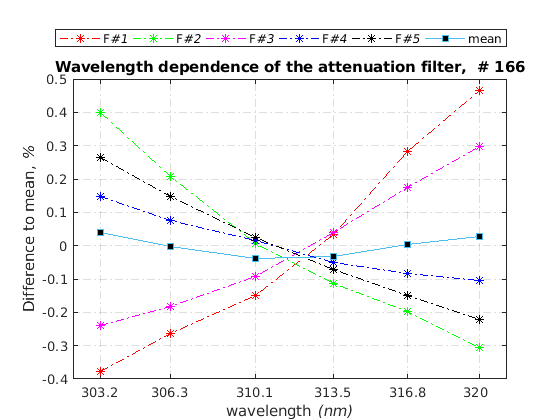 F#1 F#2 F#3 F#4 F#5 mean
Wavelength dependence of the attenuation filter, # 166
Difference to mean, %
0.5
0.4
0.3
0.2
0.1
0
-0.1
-0.2
-0.3
-0.4
303.2 306.3 310.1 313.5 316.8 320
wavelength (nm)